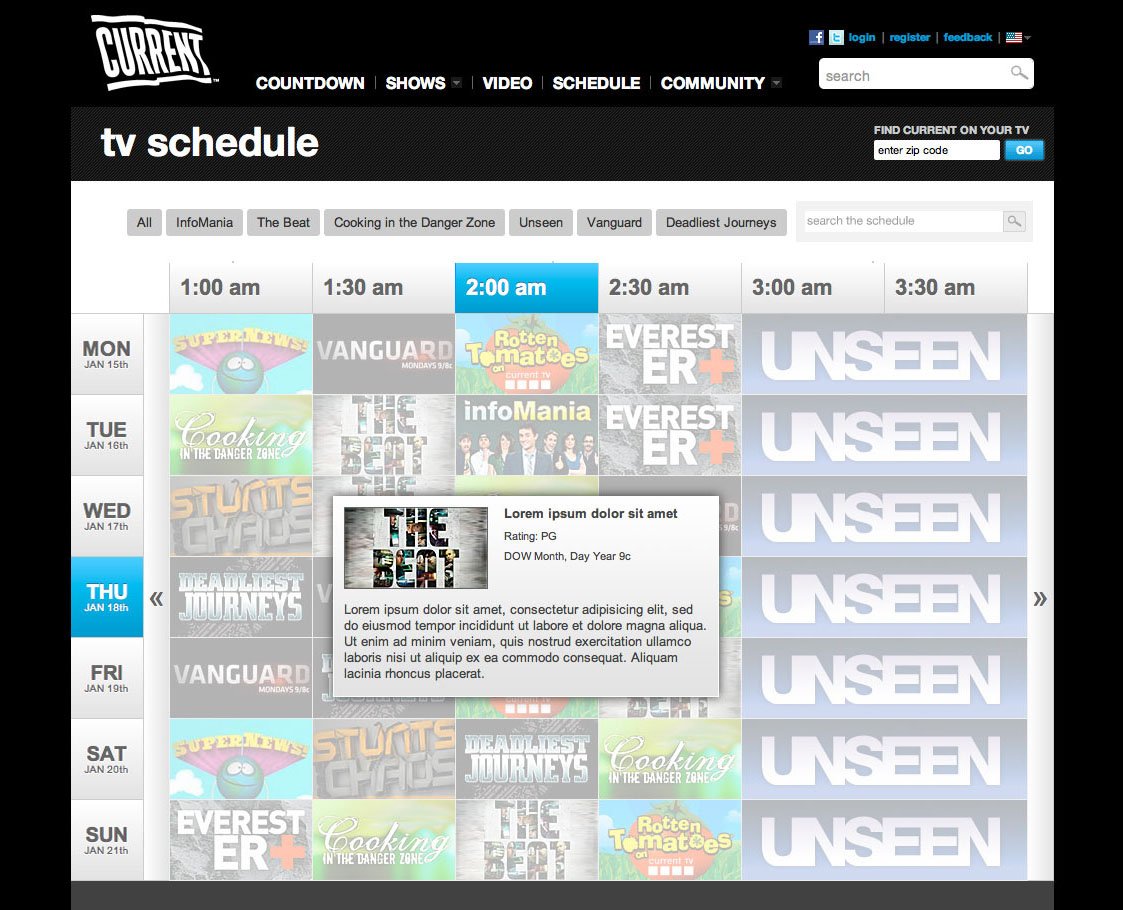 CURRENT
TM
f
t
login | register | feedback |
search
COUNTDOWN | SHOWS | VIDEO | SCHEDULE | COMMUNITY
tv schedule
FIND CURRENT ON YOUR TV
enter zip code
GO
All
InfoMania
The Beat
Cooking in the Danger Zone
Unseen
Vanguard
Deadliest Journeys
search the schedule
1:00 am
1:30 am
2:00 am
2:30 am
3:00 am
3:30 am
MON
JAN 15th
SUPERNEWS!
VANGUARD
MONDAYS 9/8c
Rotten
Tomatoes
on current tv
EVEREST
ER+
UNSEEN
TUE
JAN 16th
Cooking
IN THE DANGER ZONE
THE
BEAT
infoMania
EVEREST
ER+
UNSEEN
WED
JAN 17th
STUNTS
CHAOS
THE
9/8c
UNSEEN
THU
JAN 18th
«
DEADLIEST
JOURNEYS
UNSEEN
»
THE
BEAT
Lorem ipsum dolor sit amet
Rating: PG
DOW Month, Day Year 9c
Lorem ipsum dolor sit amet, consectetur adipisicing elit, sed
do eiusmod tempor incididunt ut labore et dolore magna aliqua.
Ut enim ad minim veniam, quis nostrud exercitation ullamco
laboris nisi ut aliquip ex ea commodo consequat. Aliquam
lacinia rhoncus placerat.
FRI
JAN 19th
VANGUARD
MONDAYS 9/8c
BEAT
UNSEEN
SAT
JAN 20th
SUPERNEWS!
STUNTS
CHAOS
DEADLIEST
JOURNEYS
Cooking
IN THE DANGER ZONE
UNSEEN
SUN
JAN 21th
EVEREST
ER+
Cooking
IN THE DANGER ZONE
THE
BEAT
Rotten
Tomatoes
on current tv
UNSEEN